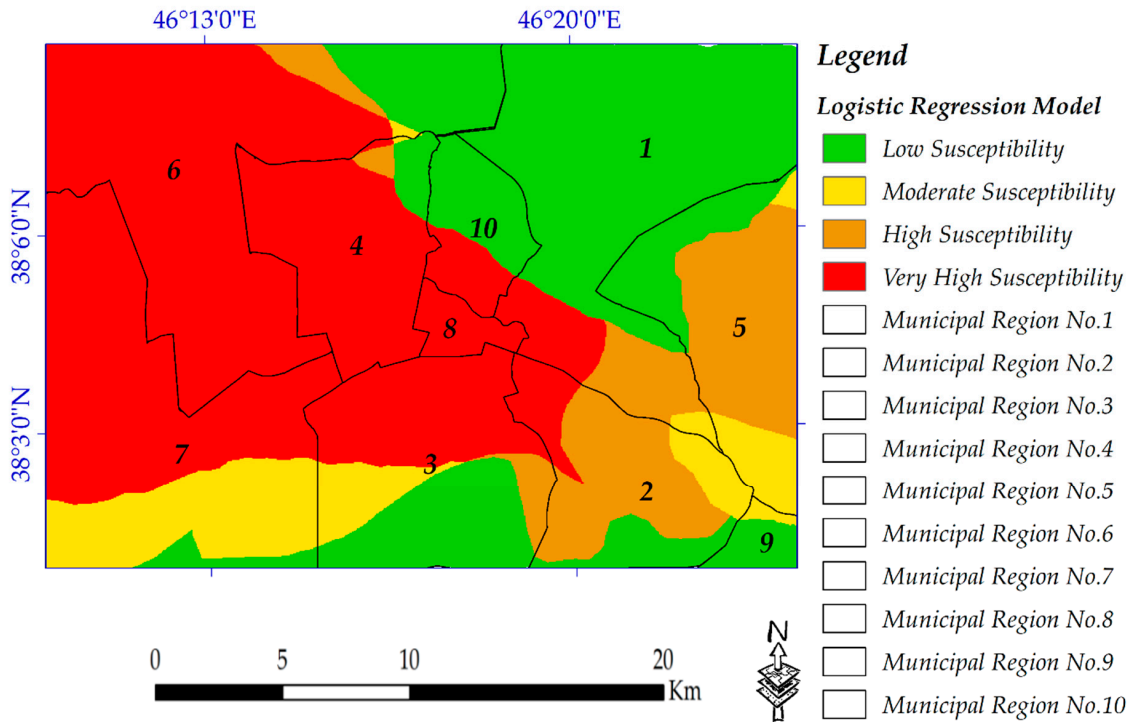 46°13'0"E
46°20'0"E
38°6'0"N
38°3'0"N
1
6
10
4
8
5
7
3
2
9
0
5
10
20
Km
N
Legend
Logistic Regression Model
Low Susceptibility
Moderate Susceptibility
High Susceptibility
Very High Susceptibility
Municipal Region No.1
Municipal Region No.2
Municipal Region No.3
Municipal Region No.4
Municipal Region No.5
Municipal Region No.6
Municipal Region No.7
Municipal Region No.8
Municipal Region No.9
Municipal Region No.10